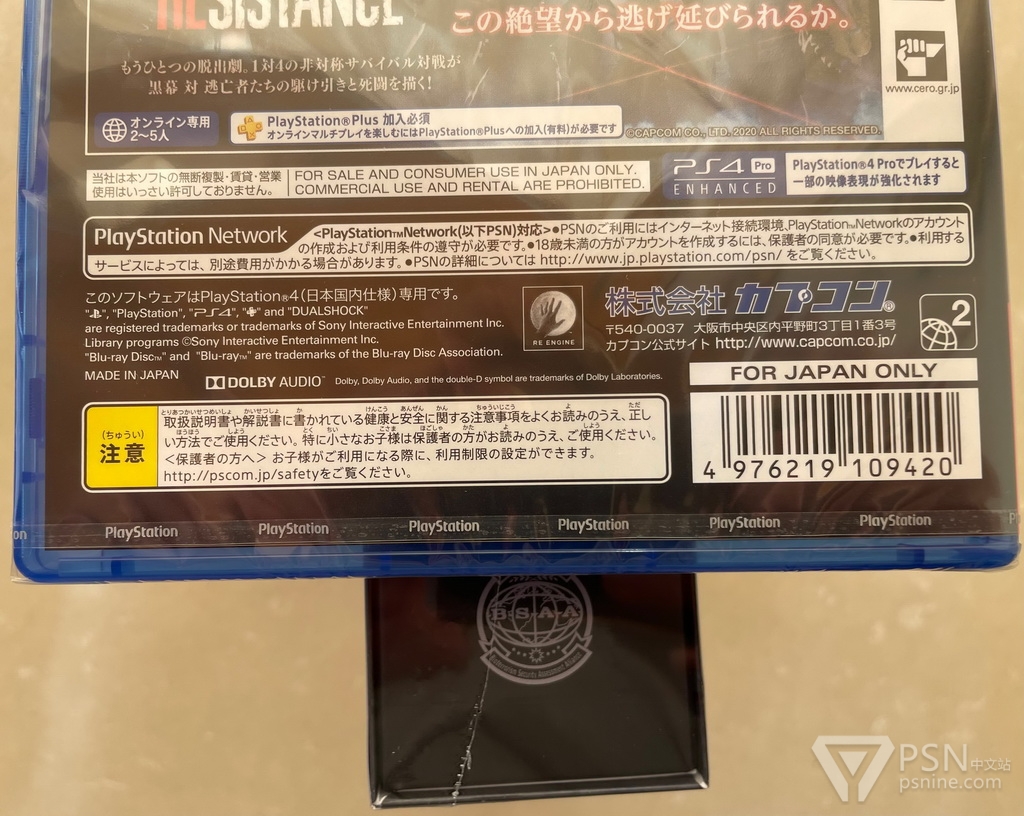 RESISTANCE
この絶望から逃げ延びられるか。
もうひとつの脱出劇。1対4の非対称サバイバル対戦が
黒幕 対 逃亡者たちの駆け引きと死闘を描く!
www.cero.gr.jp
オンライン専用
2~5人
PlayStation®Plus 加入必須
オンラインマルチプレイを楽しむにはPlayStation®Plusへの加入(有料)が必要です
©CAPCOM CO., LTD. 2020 ALL RIGHTS RESERVED.
当社は本ソフトの無断複製・賃貸・営業
使用はいっさい許可しておりません。
FOR SALE AND CONSUMER USE IN JAPAN ONLY.
COMMERCIAL USE AND RENTAL ARE PROHIBITED.
PS4 Pro
ENHANCED
PlayStation®4 Proでプレイすると
一部の映像表現が強化されます
PlayStation Network
<PlayStation™Network(以下PSN)対応>●PSNのご利用にはインターネット接続環境、PlayStation™Networkのアカウント
の作成および利用条件の遵守が必要です。●18歳未満の方がアカウントを作成するには、保護者の同意が必要です。●利用する
サービスによっては、別途費用がかかる場合があります。●PSNの詳細については http://www.jp.playstation.com/psn/ をご覧ください。
このソフトウェアはPlayStation®4(日本国内仕様)専用です。
" ", "PlayStation", "PS4", " " and "DUALSHOCK"
are registered trademarks or trademarks of Sony Interactive Entertainment Inc.
Library programs ©Sony Interactive Entertainment Inc.
"Blu-ray Disc™" and "Blu-ray™" are trademarks of the Blu-ray Disc Association.
MADE IN JAPAN
DOLBY AUDIO™
Dolby, Dolby Audio, and the double-D symbol are trademarks of Dolby Laboratories.
RE ENGINE
株式会社 カプコン®
〒540-0037 大阪市中央区内平野町3丁目1番3号
カプコン公式サイト http://www.capcom.co.jp/
2
FOR JAPAN ONLY
4 976219 109420
(ちゅうい)
注意
取扱説明書や解説書に書かれている健康と安全に関する注意事項をよくお読みのうえ、正し
い方法でご使用ください。特に小さなお子様は保護者の方がお読みのうえ、ご使用ください。
<保護者の方へ> お子様がご利用になる際に、利用制限の設定ができます。
http://pscom.jp/safetyをご覧ください。
on PlayStation PlayStation PlayStation PlayStation PlayStation PlayStation
B.S.A.A
Bioterrorism Security Assessment Alliance
PSN中文站
psnine.com